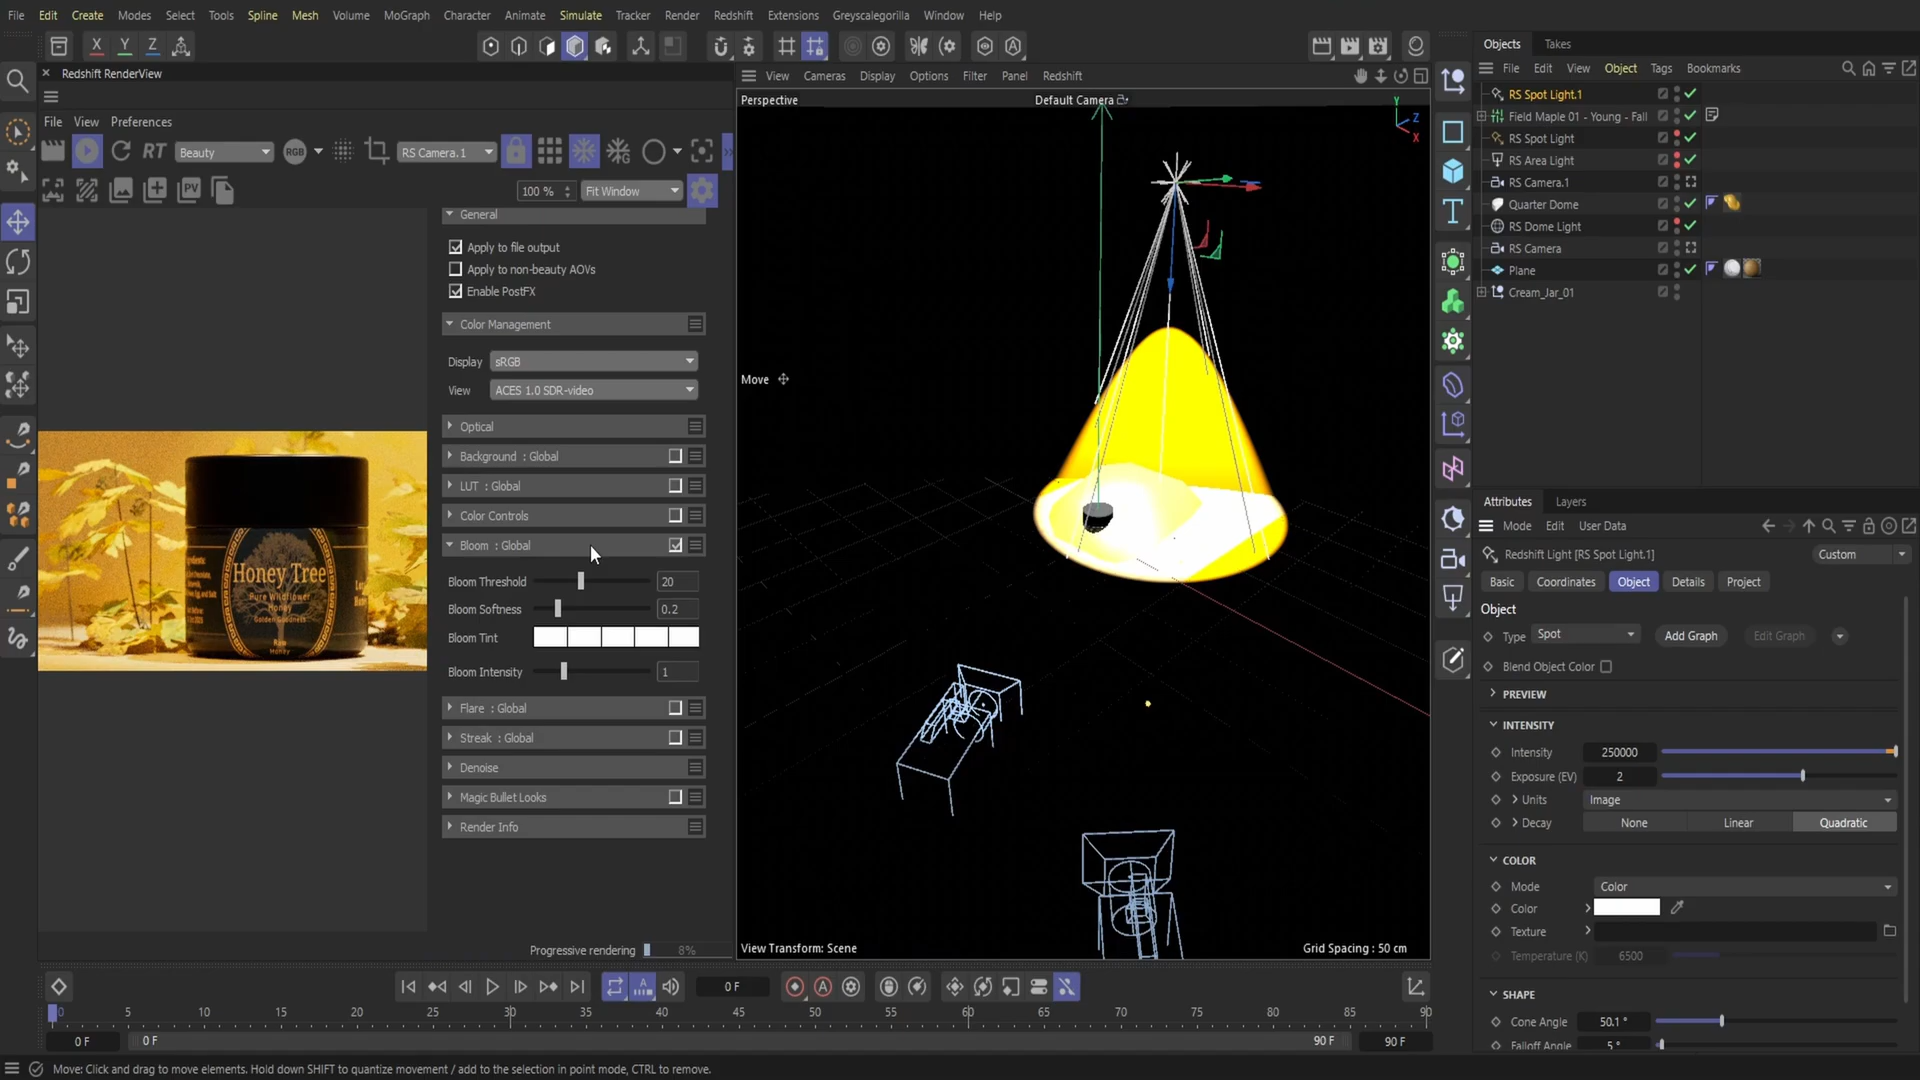 File Edit Create Modes Select Tools Spline Mesh Volume MoGraph Character Animate Simulate Tracker Render Redshift Extensions Greyscalegorilla Window Help
X Y Z
Redshift RenderView
File View Preferences
RT Beauty RGB RS Camera.1 G
PV 100 % Fit Window
General
Apply to file output
Apply to non-beauty AOVs
Enable PostFX
Color Management
Display sRGB
View ACES 1.0 SDR-video
Optical
Background : Global
LUT : Global
Color Controls
Bloom : Global
Bloom Threshold 20
Bloom Softness 0.2
Bloom Tint
Bloom Intensity 1
Flare : Global
Streak : Global
Denoise
Magic Bullet Looks
Render Info
Progressive rendering 8%
Honey Tree
Pure Wildflower
Honey
Golden Goodness
Raw
Honey
View Cameras Display Options Filter Panel Redshift
Perspective
Default Camera
Y
Z
X
Move
View Transform: Scene
Grid Spacing : 50 cm
Objects Takes
File Edit View Object Tags Bookmarks
RS Spot Light.1
Field Maple 01 - Young - Fall
RS Spot Light
RS Area Light
RS Camera.1
Quarter Dome
RS Dome Light
RS Camera
Plane
Cream_Jar_01
Attributes Layers
Mode Edit User Data
Redshift Light [RS Spot Light.1] Custom
Basic Coordinates Object Details Project
Object
Type Spot Add Graph Edit Graph
Blend Object Color
PREVIEW
INTENSITY
Intensity 250000
Exposure (EV) 2
Units Image
Decay None Linear Quadratic
COLOR
Mode Color
Color
Texture
Temperature (K) 6500
SHAPE
Cone Angle 50.1 °
Falloff Angle 5 °
0 F
0 5 10 15 20 25 30 35 40 45 50 55 60 65 70 75 80 85 90
0 F 0 F 90 F 90 F
Move: Click and drag to move elements. Hold down SHIFT to quantize movement / add to the selection in point mode, CTRL to remove.